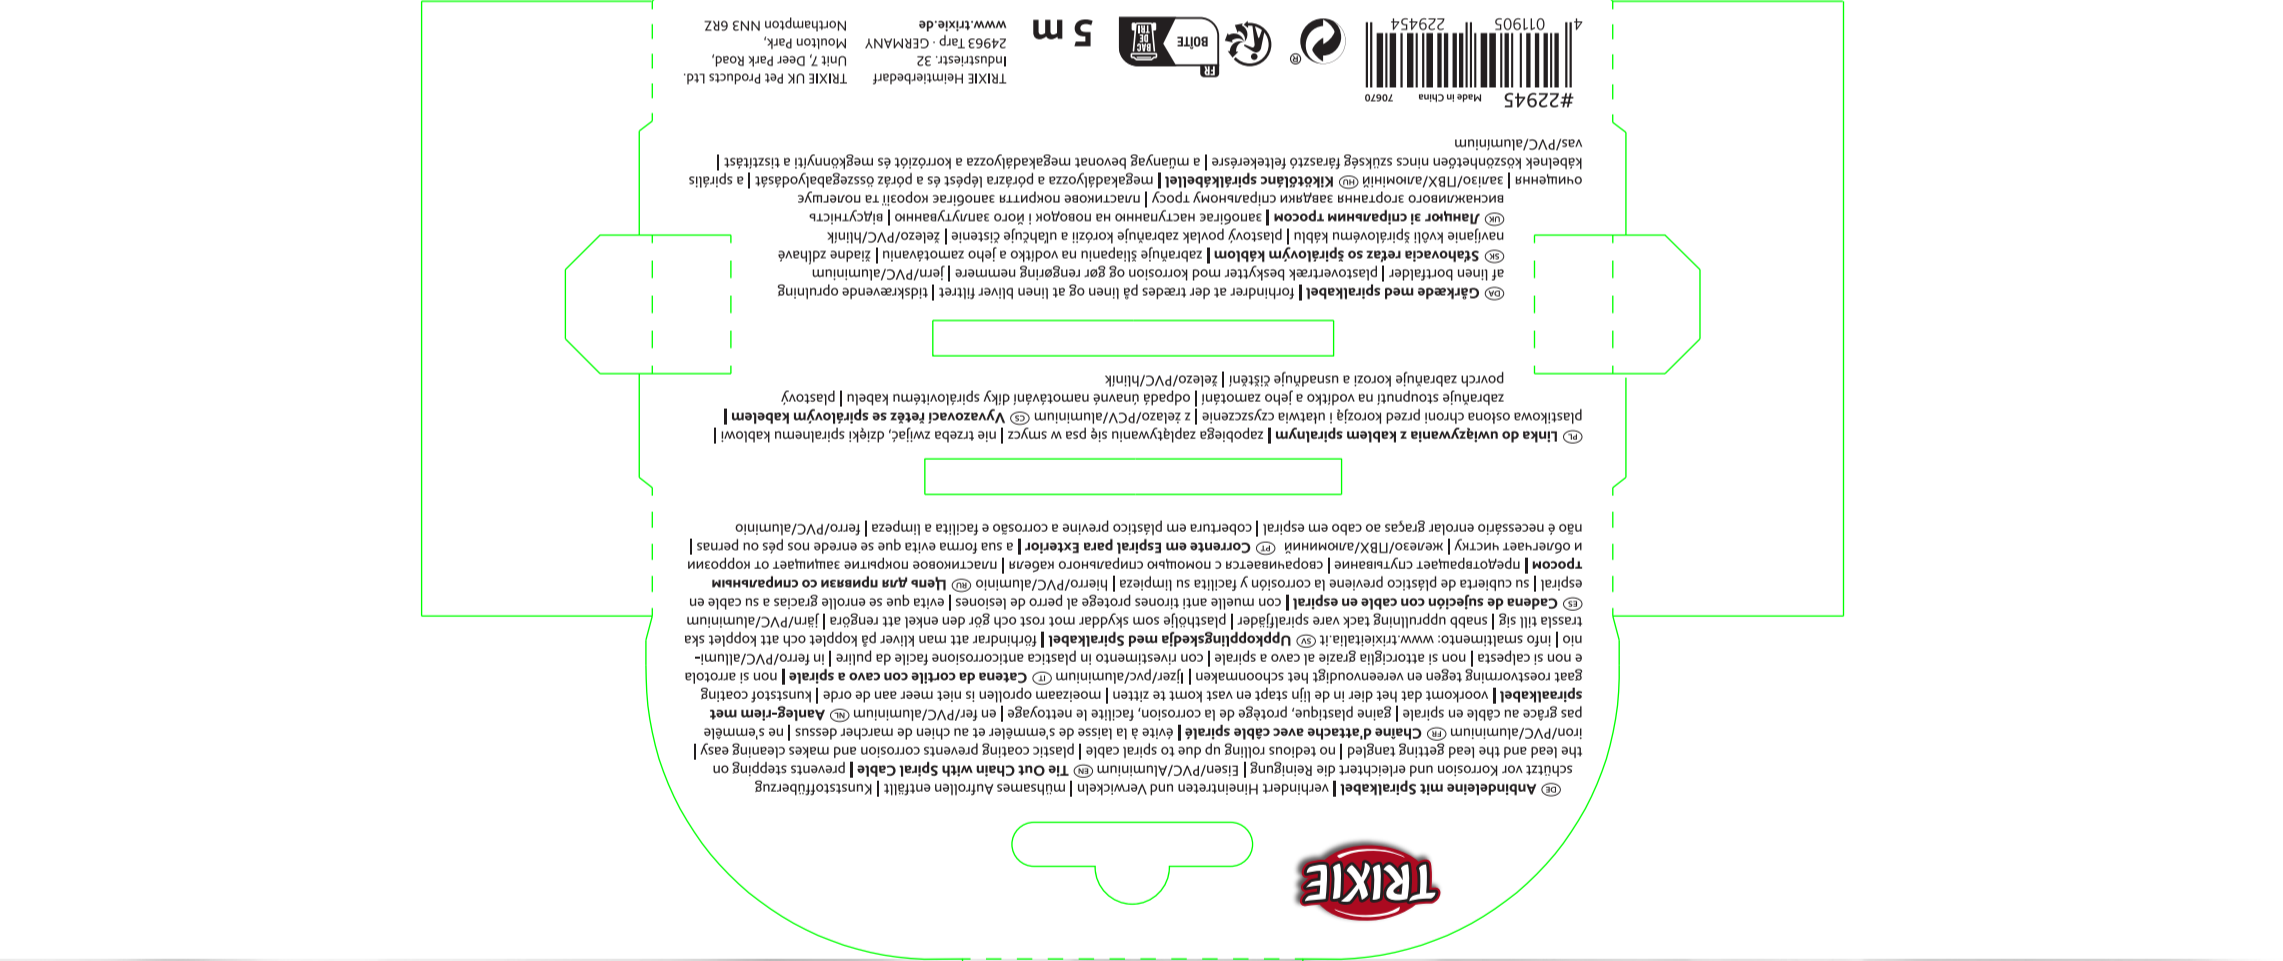 TRIXIE
DE Anbindeleine mit Spiralkabel | verhindert Hineintreten und Verwickeln | mühsames Aufrollen entfällt | Kunststoffüberzug
schützt vor Korrosion und erleichtert die Reinigung | Eisen/PVC/Aluminium EN Tie Out Chain with Spiral Cable | prevents stepping on
the lead and the lead getting tangled | no tedious rolling up due to spiral cable | plastic coating prevents corrosion and makes cleaning easy |
iron/PVC/aluminium FR Chaîne d'attache avec câble spiralé | évite à la laisse de s'emmêler et au chien de marcher dessus | ne s'emmêle
pas grâce au câble en spirale | gaine plastique, protège de la corrosion, facilite le nettoyage | en fer/PVC/aluminium NL Aanleg-riem met
spiraalkabel | voorkomt dat het dier in de lijn stapt en vast komt te zitten | moeizaam oprollen is niet meer aan de orde | kunststof coating
gaat roestvorming tegen en vereenvoudigt het schoonmaken | ijzer/pvc/aluminium IT Catena da cortile con cavo a spirale | non si arrotola
e non si calpesta | non si attorciglia grazie al cavo a spirale | con rivestimento in plastica anticorrosione facile da pulire | in ferro/PVC/allumi-
nio | info smaltimento: www.trixieitalia.it SV Uppkopplingskedja med Spiralkabel | förhindrar att man kliver på kopplet och att kopplet ska
trassla till sig | snabb upprullning tack vare spiralfjäder | plasthölje som skyddar mot rost och gör den enkel att rengöra | järn/PVC/aluminium
ES Cadena de sujeción con cable en espiral | con muelle anti tirones protege al perro de lesiones | evita que se enrolle gracias a su cable en
espiral | su cubierta de plástico previene la corrosión y facilita su limpieza | hierro/PVC/aluminio RU Цепь для привязи со спиральным
тросом | предотвращает спутывание | сворачивается с помощью спирального кабеля | пластиковое покрытие защищает от коррозии
и облегчает чистку | железо/ПВХ/алюминий PT Corrente em Espiral para Exterior | a sua forma evita que se enrede nos pés ou pernas |
não é necessário enrolar graças ao cabo em espiral | cobertura em plástico previne a corrosão e facilita a limpeza | ferro/PVC/aluminio
PL Linka do uwiązywania z kablem spiralnym | zapobiega zaplątywaniu się psa w smycz | nie trzeba zwijać, dzięki spiralnemu kablowi |
plastikowa osłona chroni przed korozją i ułatwia czyszczenie | z żelazo/PCV/aluminium CS Vyvazovací řetěz se spirálovým kabelem |
zabraňuje stoupnutí na vodítko a jeho zamotání | odpadá únavné namotávání díky spirálovitému kabelu | plastový
povrch zabraňuje korozi a usnadňuje čištění | železo/PVC/hliník
DA Gårkæde med spiralkabel | forhindrer at der trædes på linen og at linen bliver filtret | tidskrævende oprulning
af linen bortfalder | plastovertræk beskytter mod korrosion og gør rengøring nemmere | jern/PVC/aluminium
SK Sťahovacia reťaz so špirálovým káblom | zabraňuje šliapaniu na vodítko a jeho zamotávaniu | žiadne zdĺhavé
navíjanie kvôli špirálovému káblu | plastový povlak zabraňuje korózii a uľahčuje čistenie | železo/PVC/hliník
UK Ланцюг зі спіральним тросом | запобігає наступанню на поводок і його заплутуванню | відсутність
виснажливого згортання завдяки спіральному тросу | пластикове покриття запобігає корозії та полегшує
очищення | залізо/ПВХ/алюміній HU Kikötőlánc spirálkábellel | megakadályozza a pórázra lépést és a póráz összegabalyodását | a spirális
kábelnek köszönhetően nincs szükség fárasztó feltekerésre | a műanyag bevonat megakadályozza a korróziót és megkönnyíti a tisztítást |
vas/PVC/aluminium
#22945 Made in China 70670
4 011905 229454
®
FR
BOÎTE
BAC DE TRI
5 m
TRIXIE Heimtierbedarf
Industriestr. 32
24963 Tarp · GERMANY
www.trixie.de
TRIXIE UK Pet Products Ltd.
Unit 7, Deer Park Road,
Moulton Park,
Northampton NN3 6RZ